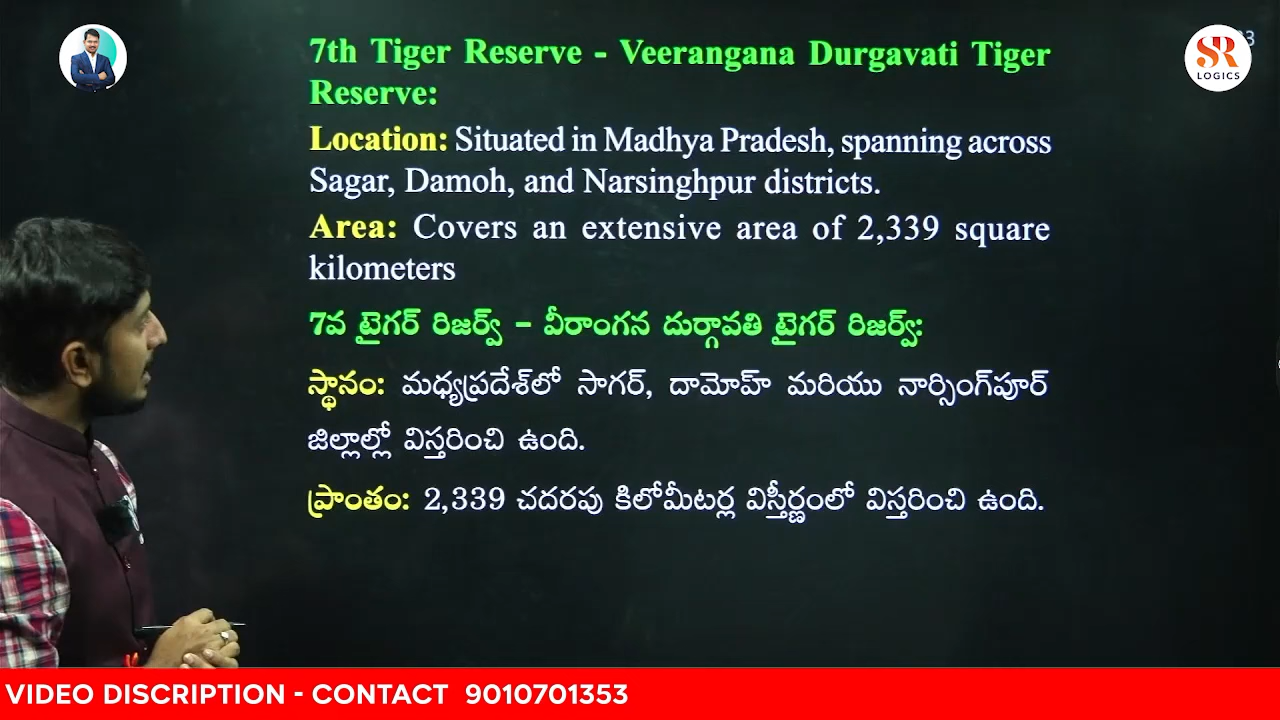 7th Tiger Reserve - Veerangana Durgavati Tiger
Reserve:
Location: Situated in Madhya Pradesh, spanning across
Sagar, Damoh, and Narsinghpur districts.
Area: Covers an extensive area of 2,339 square
kilometers
7వ టైగర్ రిజర్వ్ – వీరాంగన దుర్గావతి టైగర్ రిజర్వ్:
స్థానం: మధ్యప్రదేశ్‌లో సాగర్, దామోహ్ మరియు నార్సింగ్‌పూర్
జిల్లాల్లో విస్తరించి ఉంది.
ప్రాంతం: 2,339 చదరపు కిలోమీటర్ల విస్తీర్ణంలో విస్తరించి ఉంది.
SR
LOGICS
VIDEO DISCRIPTION - CONTACT 9010701353